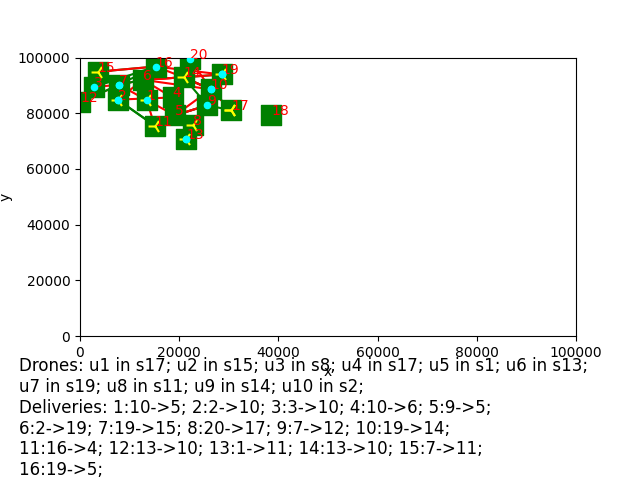 20
100000
80000
60000
40000
20000
0
y
18
0 20000 40000 60000 80000 100000
x
Drones: u1 in s17; u2 in s15; u3 in s8; u4 in s17; u5 in s1; u6 in s13;
u7 in s19; u8 in s11; u9 in s14; u10 in s2;
Deliveries: 1:10->5; 2:2->10; 3:3->10; 4:10->6; 5:9->5;
6:2->19; 7:19->15; 8:20->17; 9:7->12; 10:19->14;
11:16->4; 12:13->10; 13:1->11; 14:13->10; 15:7->11;
16:19->5;